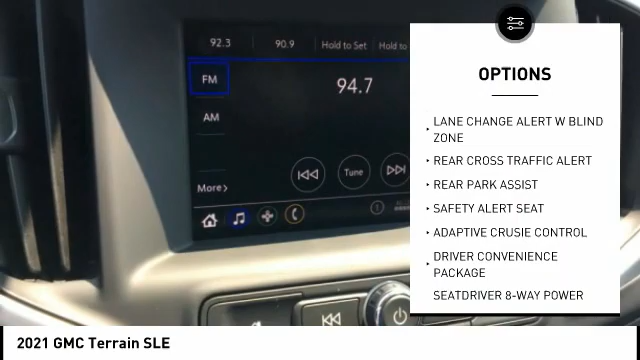 92.3 90.9 Hold to Set Hold to
FM
94.7
AM
Tune
More>
OPTIONS
LANE CHANGE ALERT W BLIND
ZONE
REAR CROSS TRAFFIC ALERT
REAR PARK ASSIST
SAFETY ALERT SEAT
ADAPTIVE CRUSIE CONTROL
DRIVER CONVENIENCE
PACKAGE
SEATDRIVER 8-WAY POWER
2021 GMC Terrain SLE